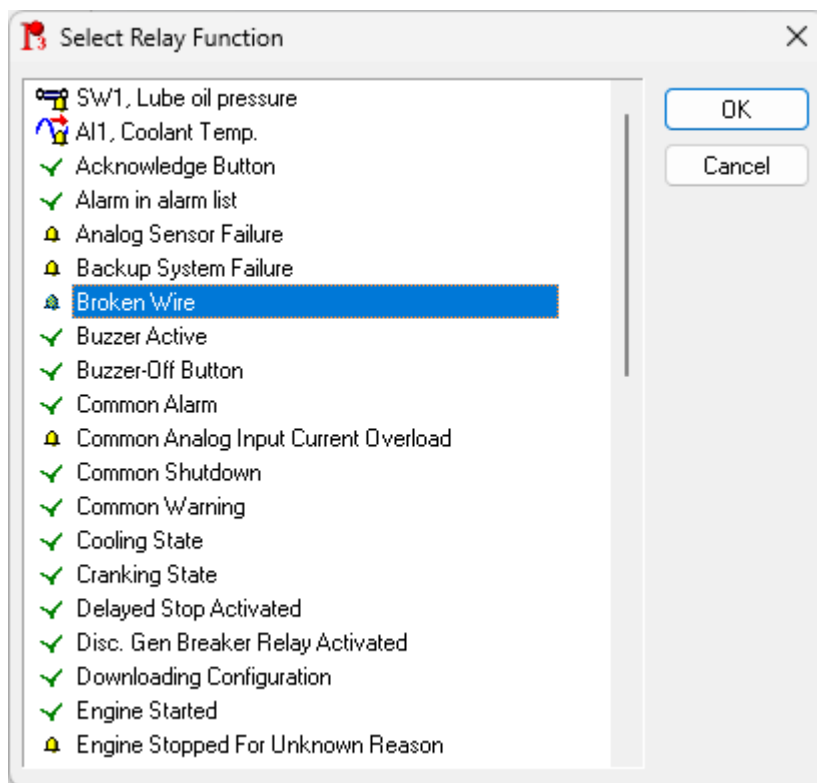 Select Relay Function
SW1, Lube oil pressure
AI1, Coolant Temp.
Acknowledge Button
Alarm in alarm list
Analog Sensor Failure
Backup System Failure
Broken Wire
Buzzer Active
Buzzer-Off Button
Common Alarm
Common Analog Input Current Overload
Common Shutdown
Common Warning
Cooling State
Cranking State
Delayed Stop Activated
Disc. Gen Breaker Relay Activated
Downloading Configuration
Engine Started
Engine Stopped For Unknown Reason
OK
Cancel